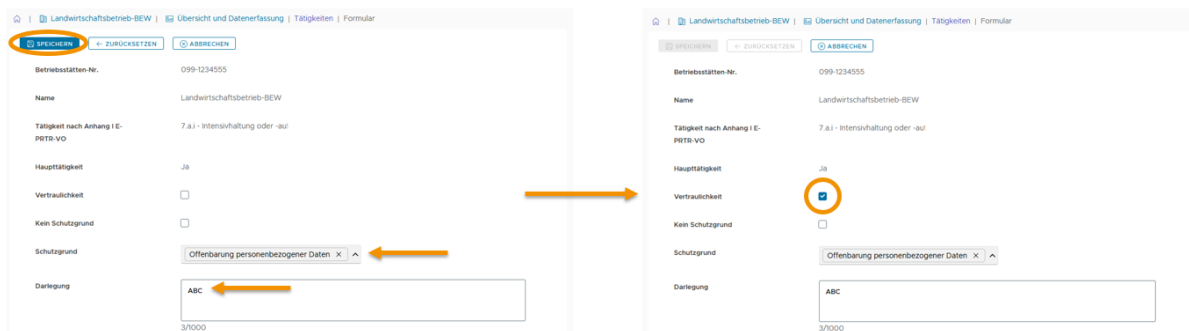 | Landwirtschaftsbetrieb-BEW | Übersicht und Datenerfassung | Tätigkeiten | Formular
SPEICHERN ← ZURÜCKSETZEN ABBRECHEN
Betriebsstätten-Nr. 099-1234555
Name Landwirtschaftsbetrieb-BEW
Tätigkeit nach Anhang I E-PRTR-VO 7.a.i - Intensivhaltung oder -au
Haupttätigkeit Ja
Vertraulichkeit
Kein Schutzgrund
Schutzgrund Offenbarung personenbezogener Daten ×
Darlegung ABC
3/1000
| Landwirtschaftsbetrieb-BEW | Übersicht und Datenerfassung | Tätigkeiten | Formular
SPEICHERN ← ZURÜCKSETZEN ABBRECHEN
Betriebsstätten-Nr. 099-1234555
Name Landwirtschaftsbetrieb-BEW
Tätigkeit nach Anhang I E-PRTR-VO 7.a.i - Intensivhaltung oder -au
Haupttätigkeit Ja
Vertraulichkeit
Kein Schutzgrund
Schutzgrund Offenbarung personenbezogener Daten ×
Darlegung ABC
3/1000